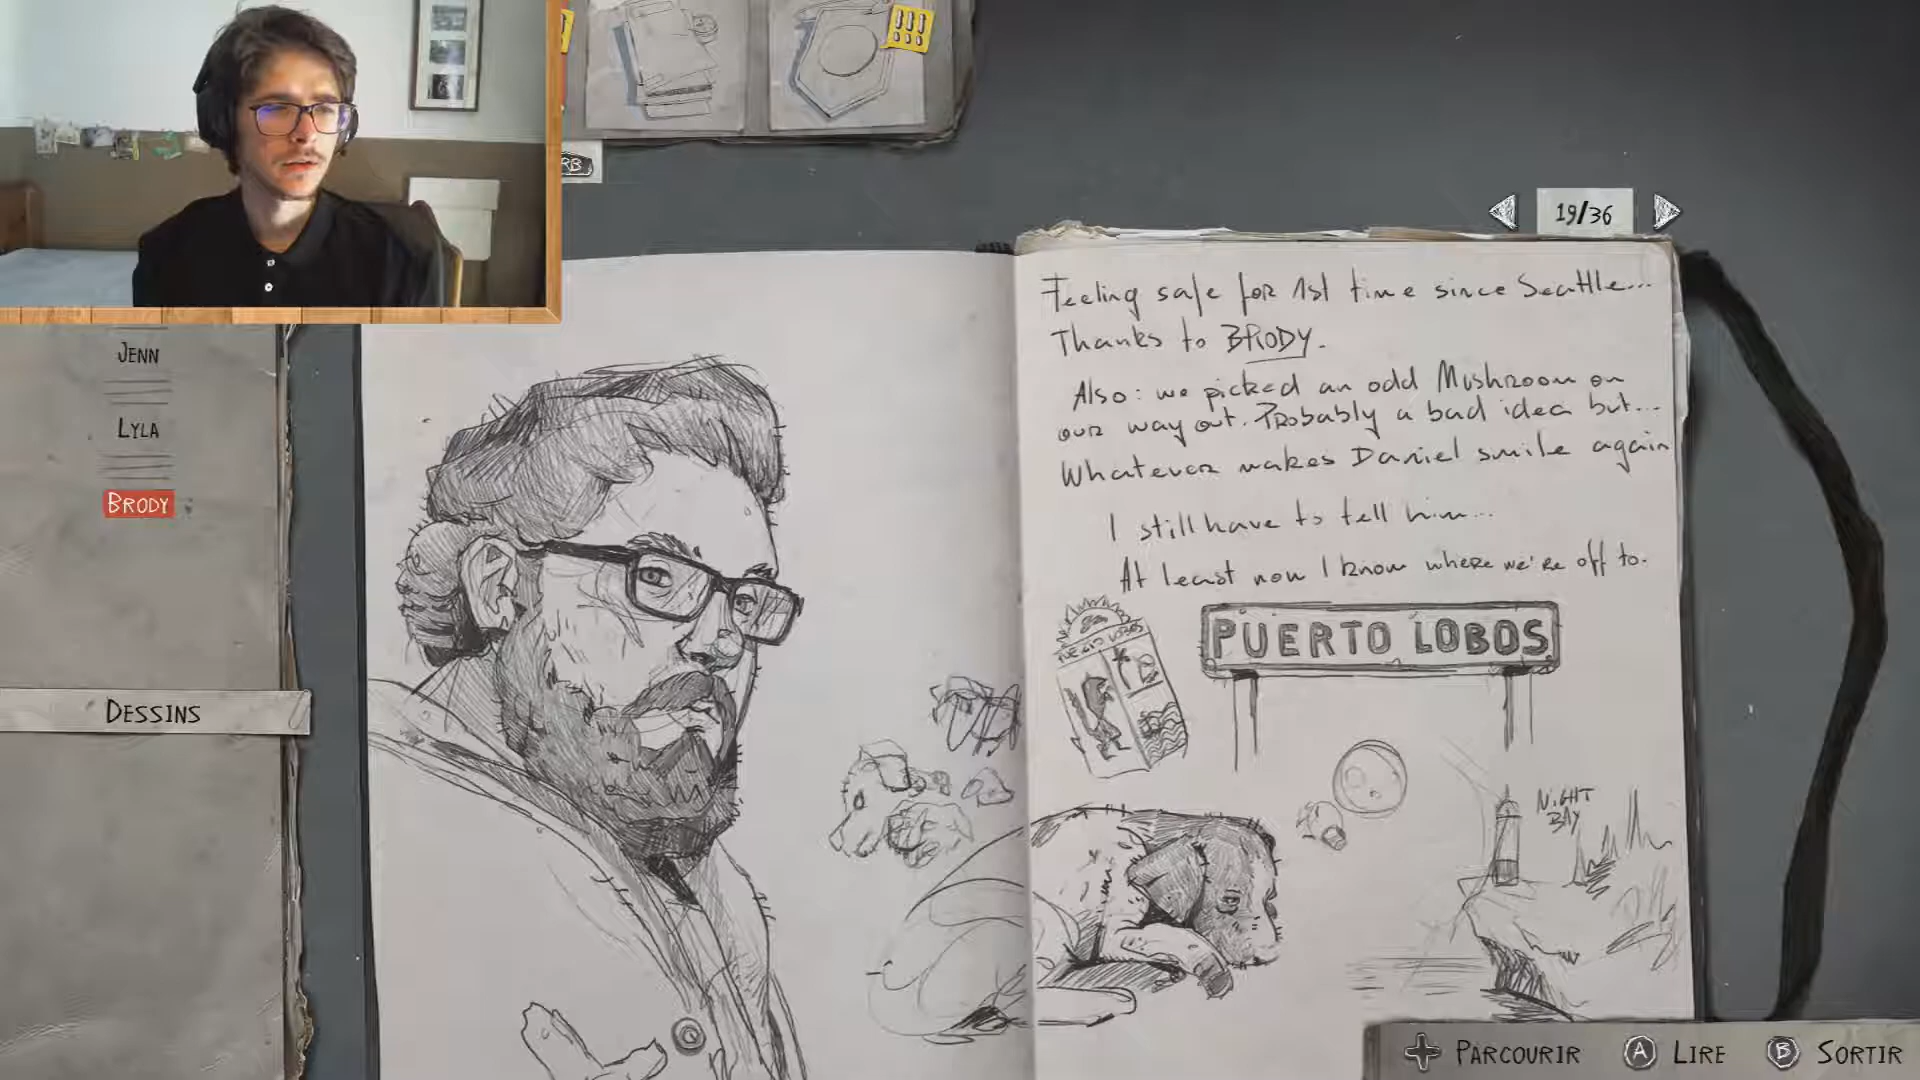 RB
19/36
JENN
LYLA
BRODY
DESSINS
Feeling safe for 1st time since Seattle...
Thanks to BRODY.
Also: we picked an odd Mushroom on
our way out. Probably a bad idea but...
Whatever makes Daniel smile again
I still have to tell him...
At least now I know where we're off to.
PUERTO LOBOS
NIGHT
BAY
PARCOURIR
A LIRE
B SORTIR